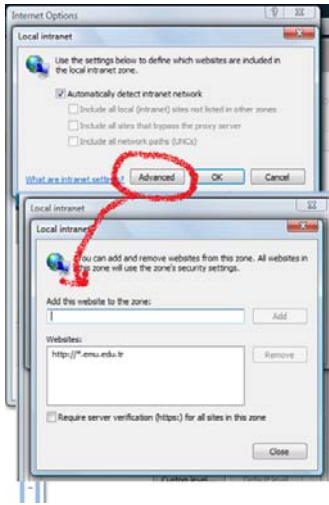 Internet Options
Local intranet
Use the settings below to define which websites are included in
the local intranet zone.
Automatically detect intranet network
Include all local (intranet) sites not listed in other zones
Include all sites that bypass the proxy server
Include all network paths (UNCs)
What are intranet settings? Advanced OK Cancel
Local intranet
Local intranet
You can add and remove websites from this zone. All websites in
this zone will use the zone's security settings.
Add this website to the zone:
Add
Websites:
http://*.emu.edu.tr
Remove
Require server verification (https:) for all sites in this zone
Close
Custom level... Default level